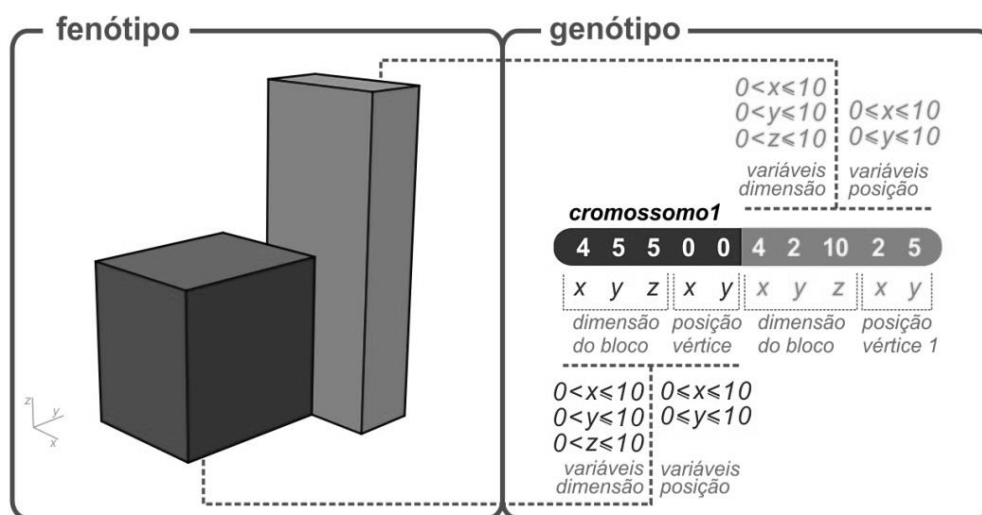 fenótipo
z
y
x
genótipo
0<x⩽10
0<y⩽10
0<z⩽10
variáveis
dimensão
0⩽x⩽10
0⩽y⩽10
variáveis
posição
cromossomo1
4 5 5 0 0 4 2 10 2 5
x y z x y x y z x y
dimensão
do bloco
posição
vértice
dimensão
do bloco
posição
vértice 1
0<x⩽10
0<y⩽10
0<z⩽10
variáveis
dimensão
0⩽x⩽10
0⩽y⩽10
variáveis
posição